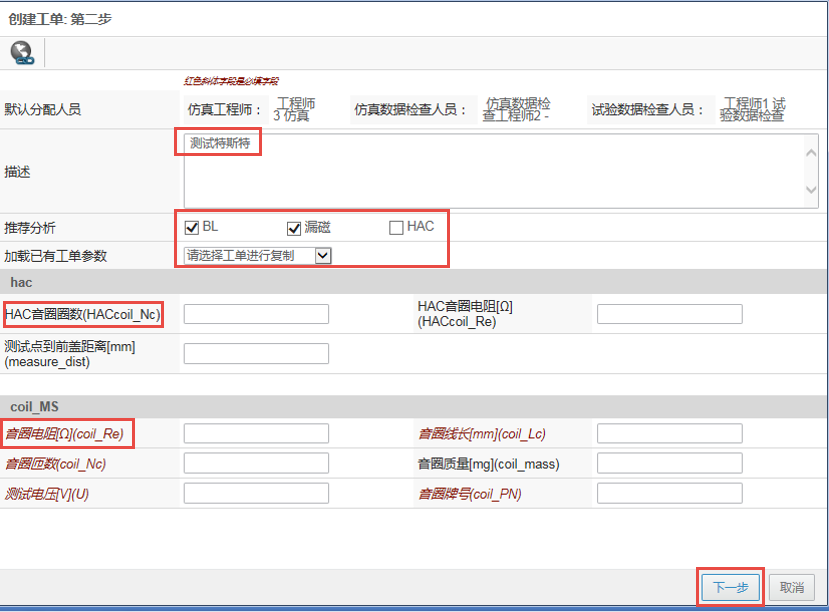 创建工单: 第二步
红色斜体字段是必填字段
默认分配人员 仿真工程师： 工程师3 仿真 仿真数据检查人员： 仿真数据检查工程师2 - 试验数据检查人员： 工程师1 试验数据检查
描述 测试特斯特
推荐分析 BL 漏磁 HAC
加载已有工单参数 请选择工单进行复制
hac
HAC音圈圈数(HACcoil_Nc) HAC音圈电阻[Ω]
(HACcoil_Re)
测试点到前盖距离[mm]
(measure_dist)
coil_MS
音圈电阻[Ω](coil_Re) 音圈线长[mm](coil_Lc)
音圈匝数(coil_Nc) 音圈质量[mg](coil_mass)
测试电压[V](U) 音圈牌号(coil_PN)
下一步 取消